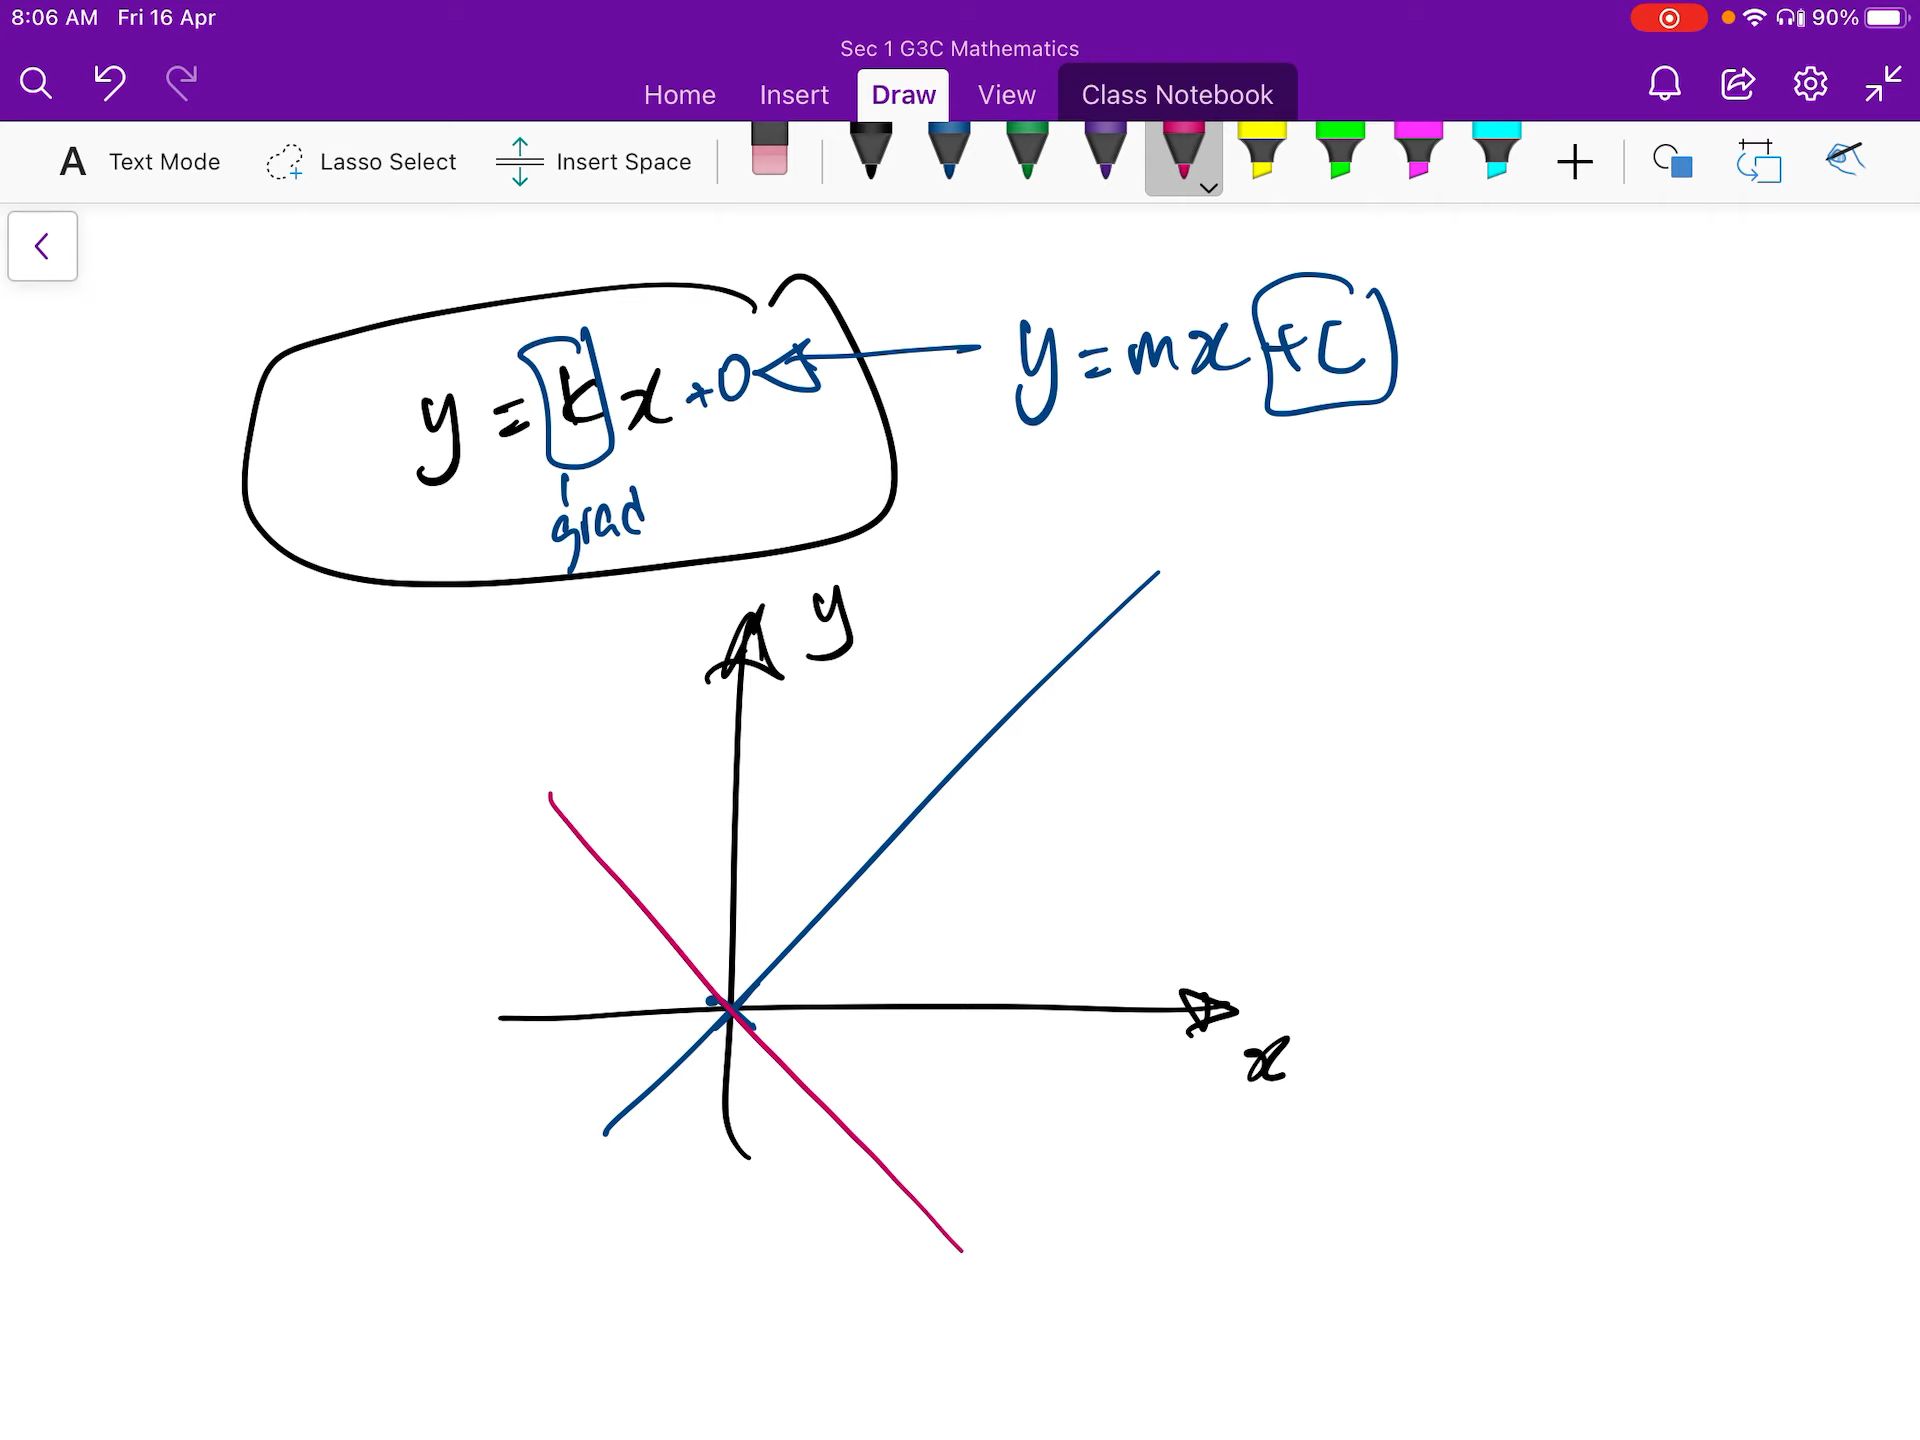 8:06 AM Fri 16 Apr 90%
Sec 1 G3C Mathematics
Home Insert Draw View Class Notebook
A Text Mode Lasso Select Insert Space
y = kx +0 y = mx +c
grad
y
x